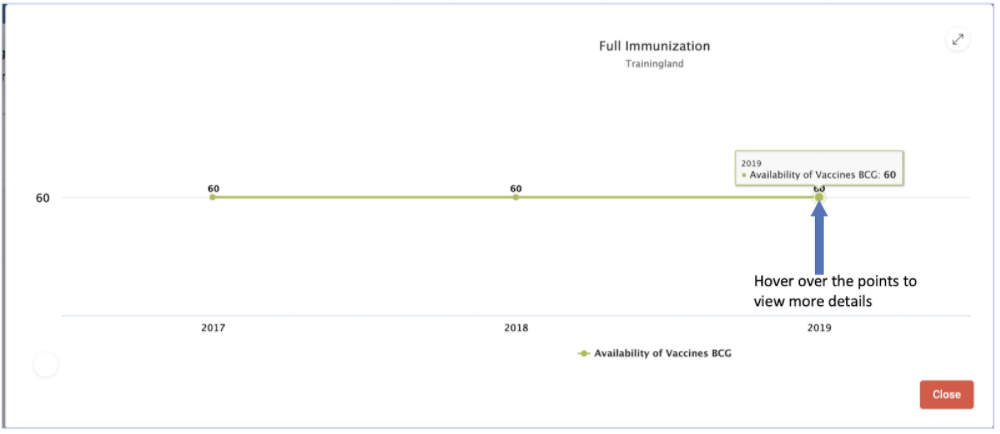 Full Immunization
Trainingland
2019
Availability of Vaccines BCG: 60
60
60
60
60
Hover over the points to
view more details
2017
2018
2019
Availability of Vaccines BCG
Close